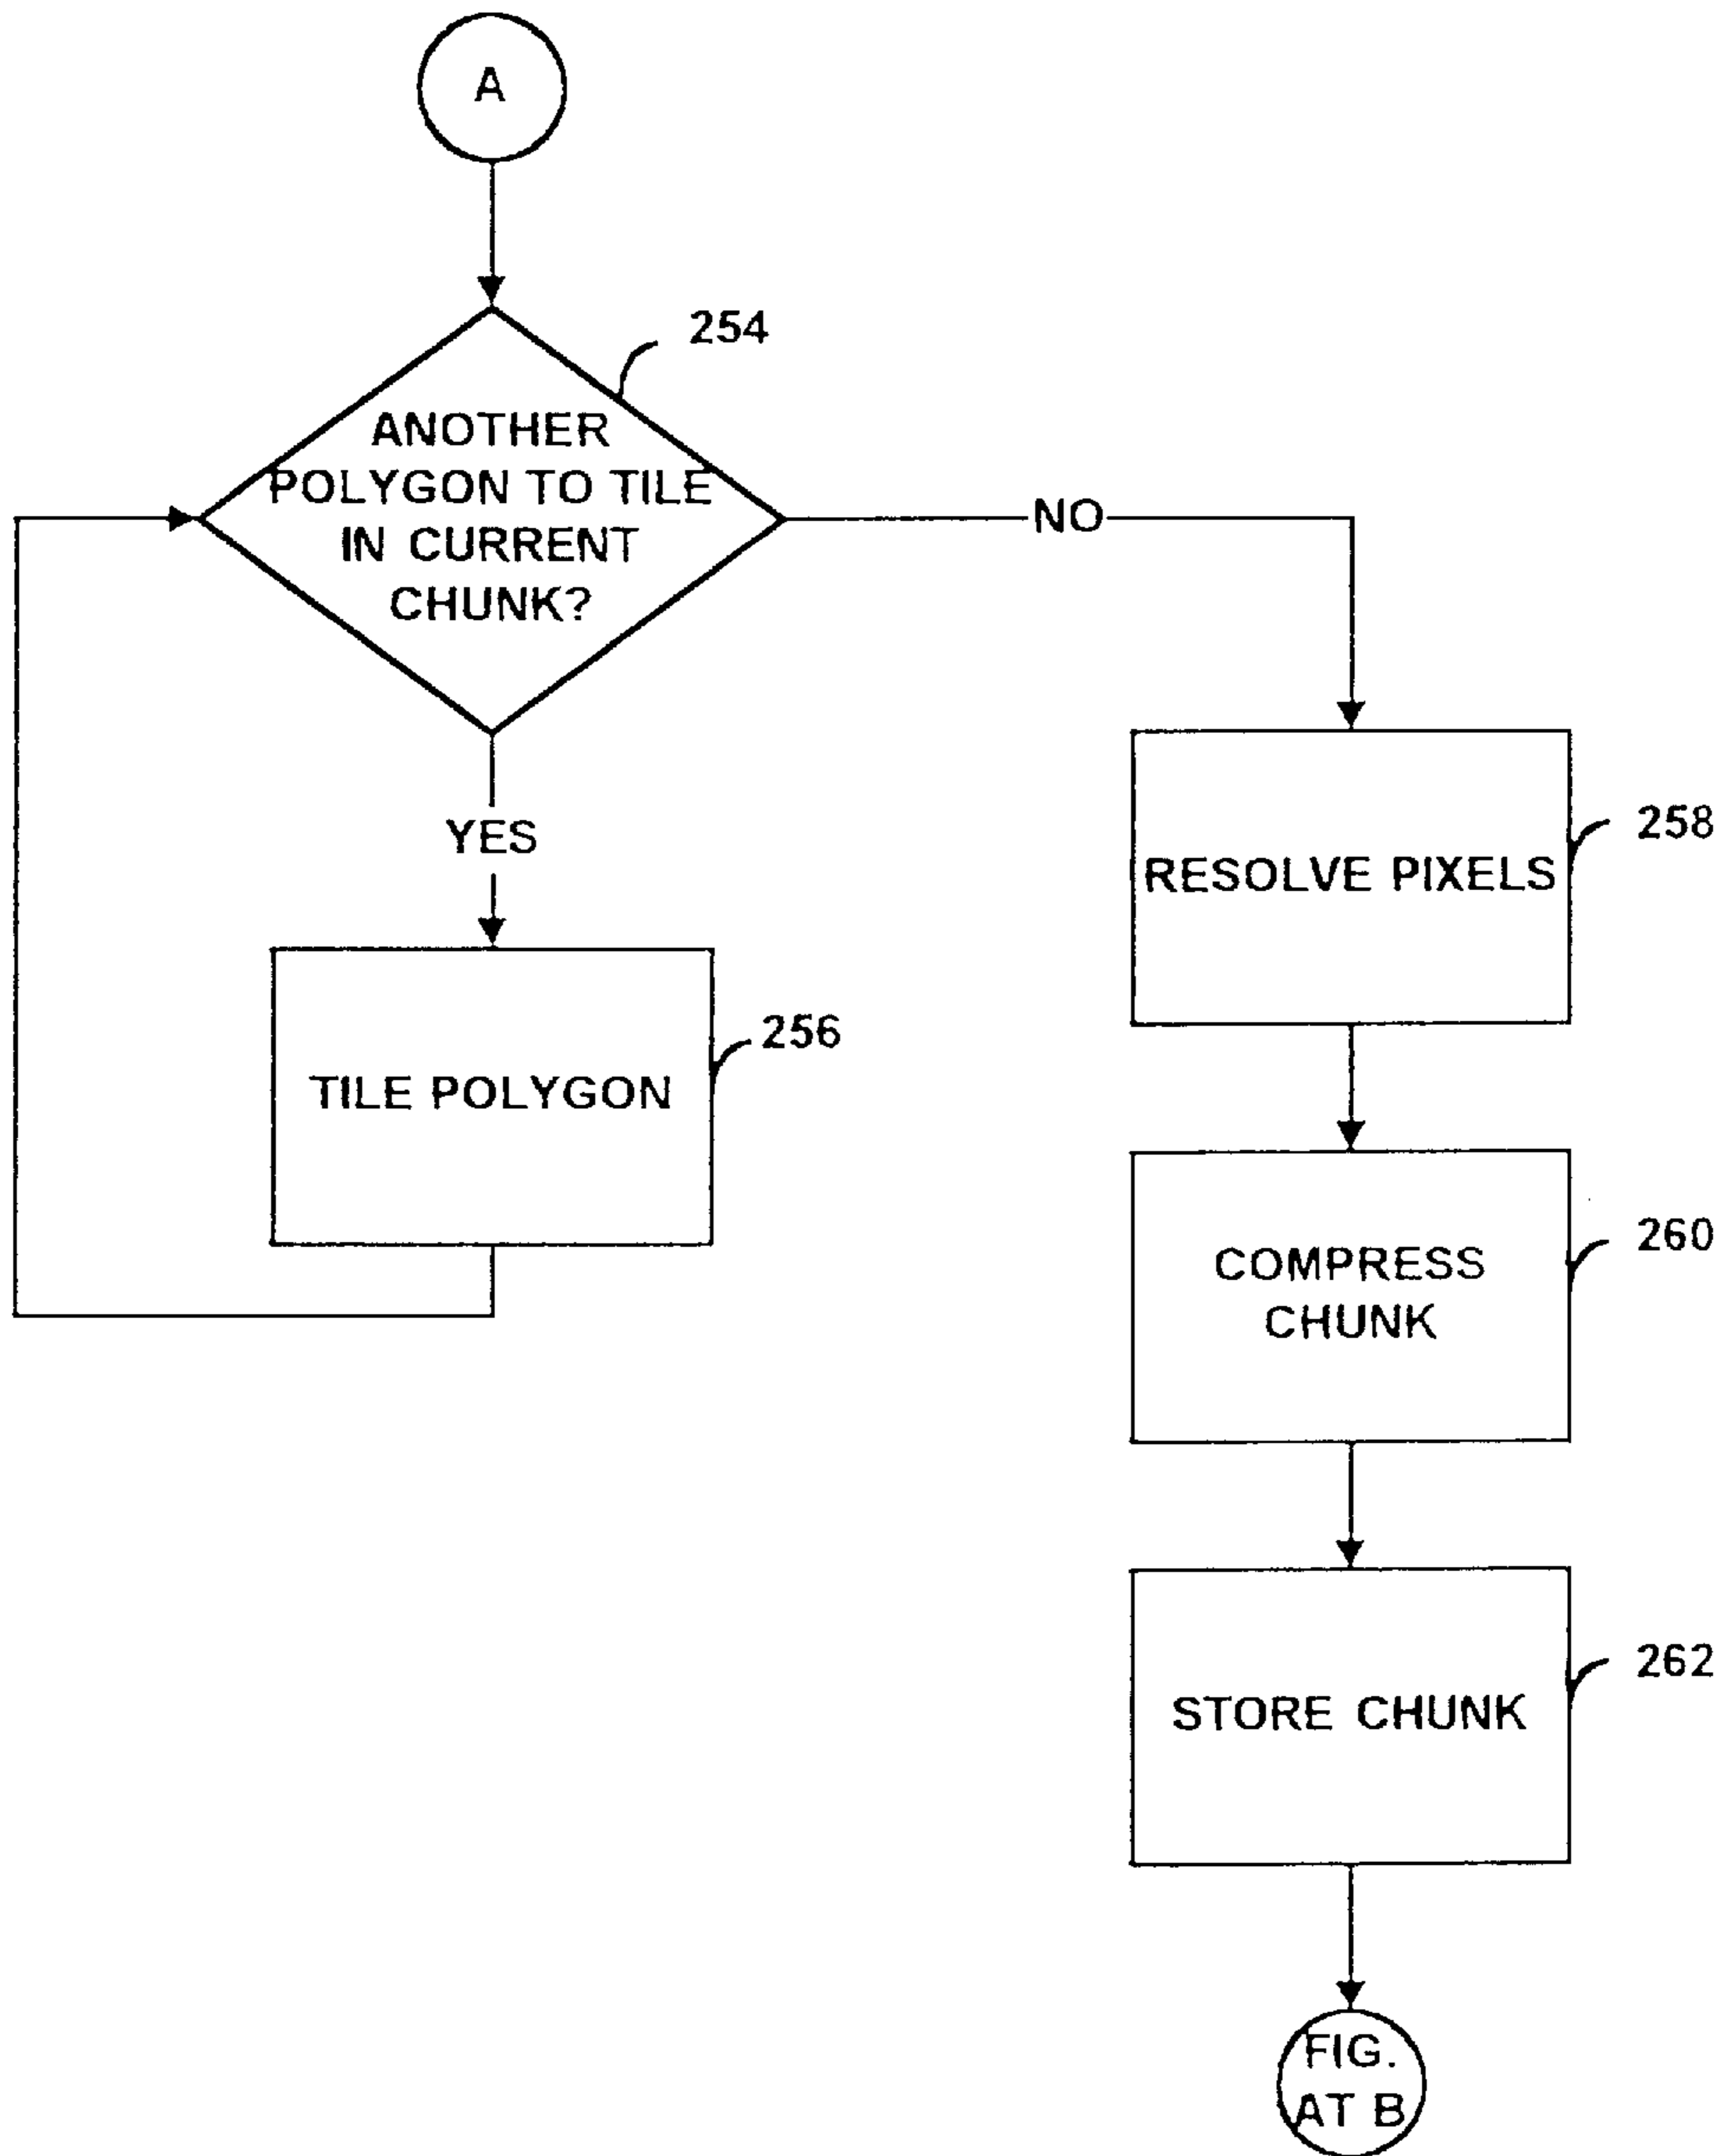 A
254
ANOTHER
POLYGON TO TILE
IN CURRENT
CHUNK?
NO
YES
258
RESOLVE PIXELS
256
TILE POLYGON
260
COMPRESS
CHUNK
262
STORE CHUNK
FIG.
AT B